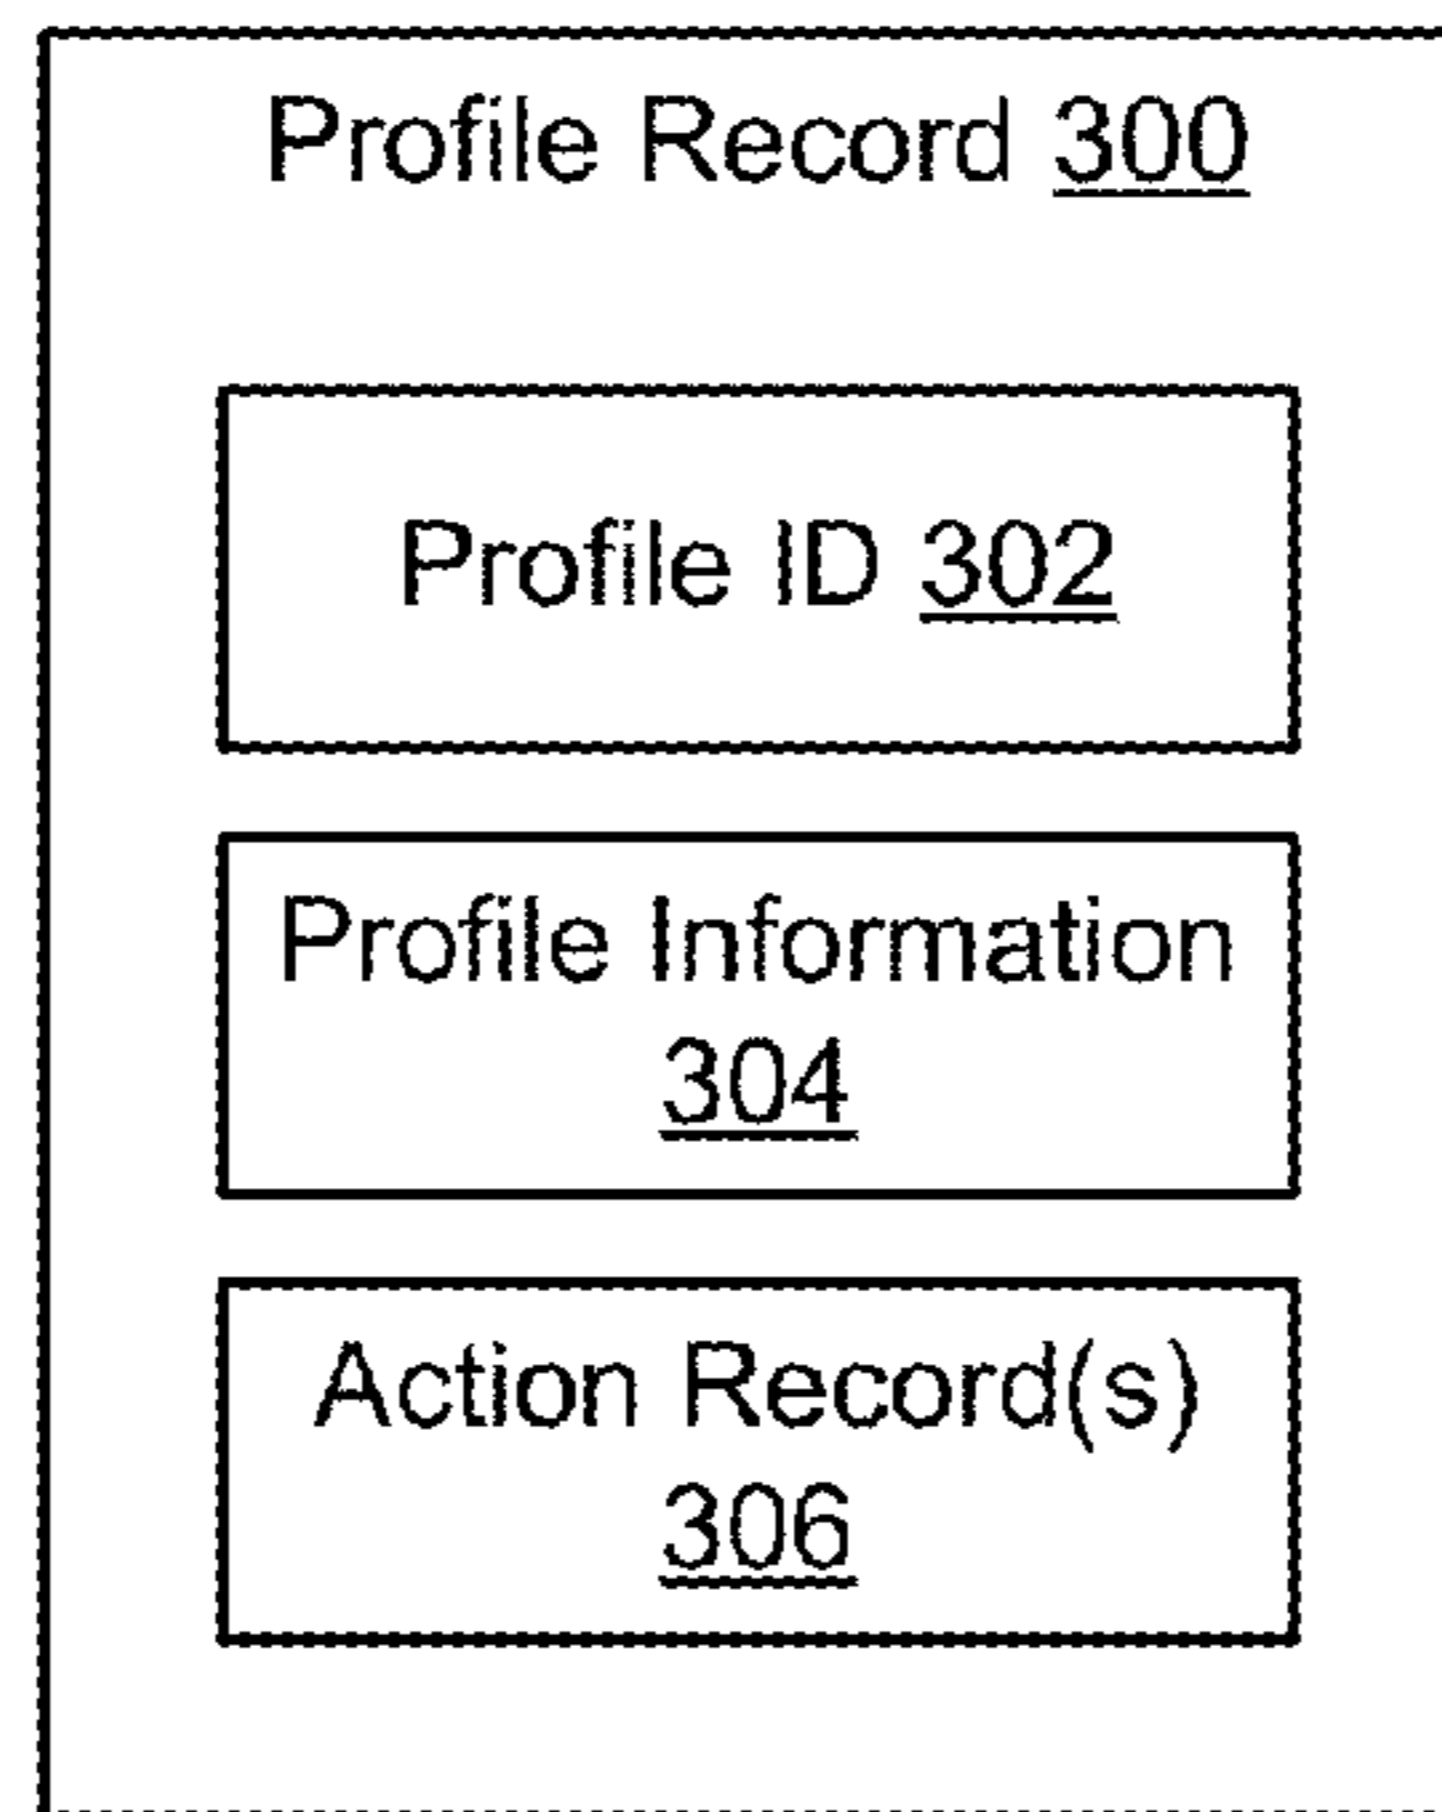 Profile Record 300
Profile ID 302
Profile Information
304
Action Record(s)
306